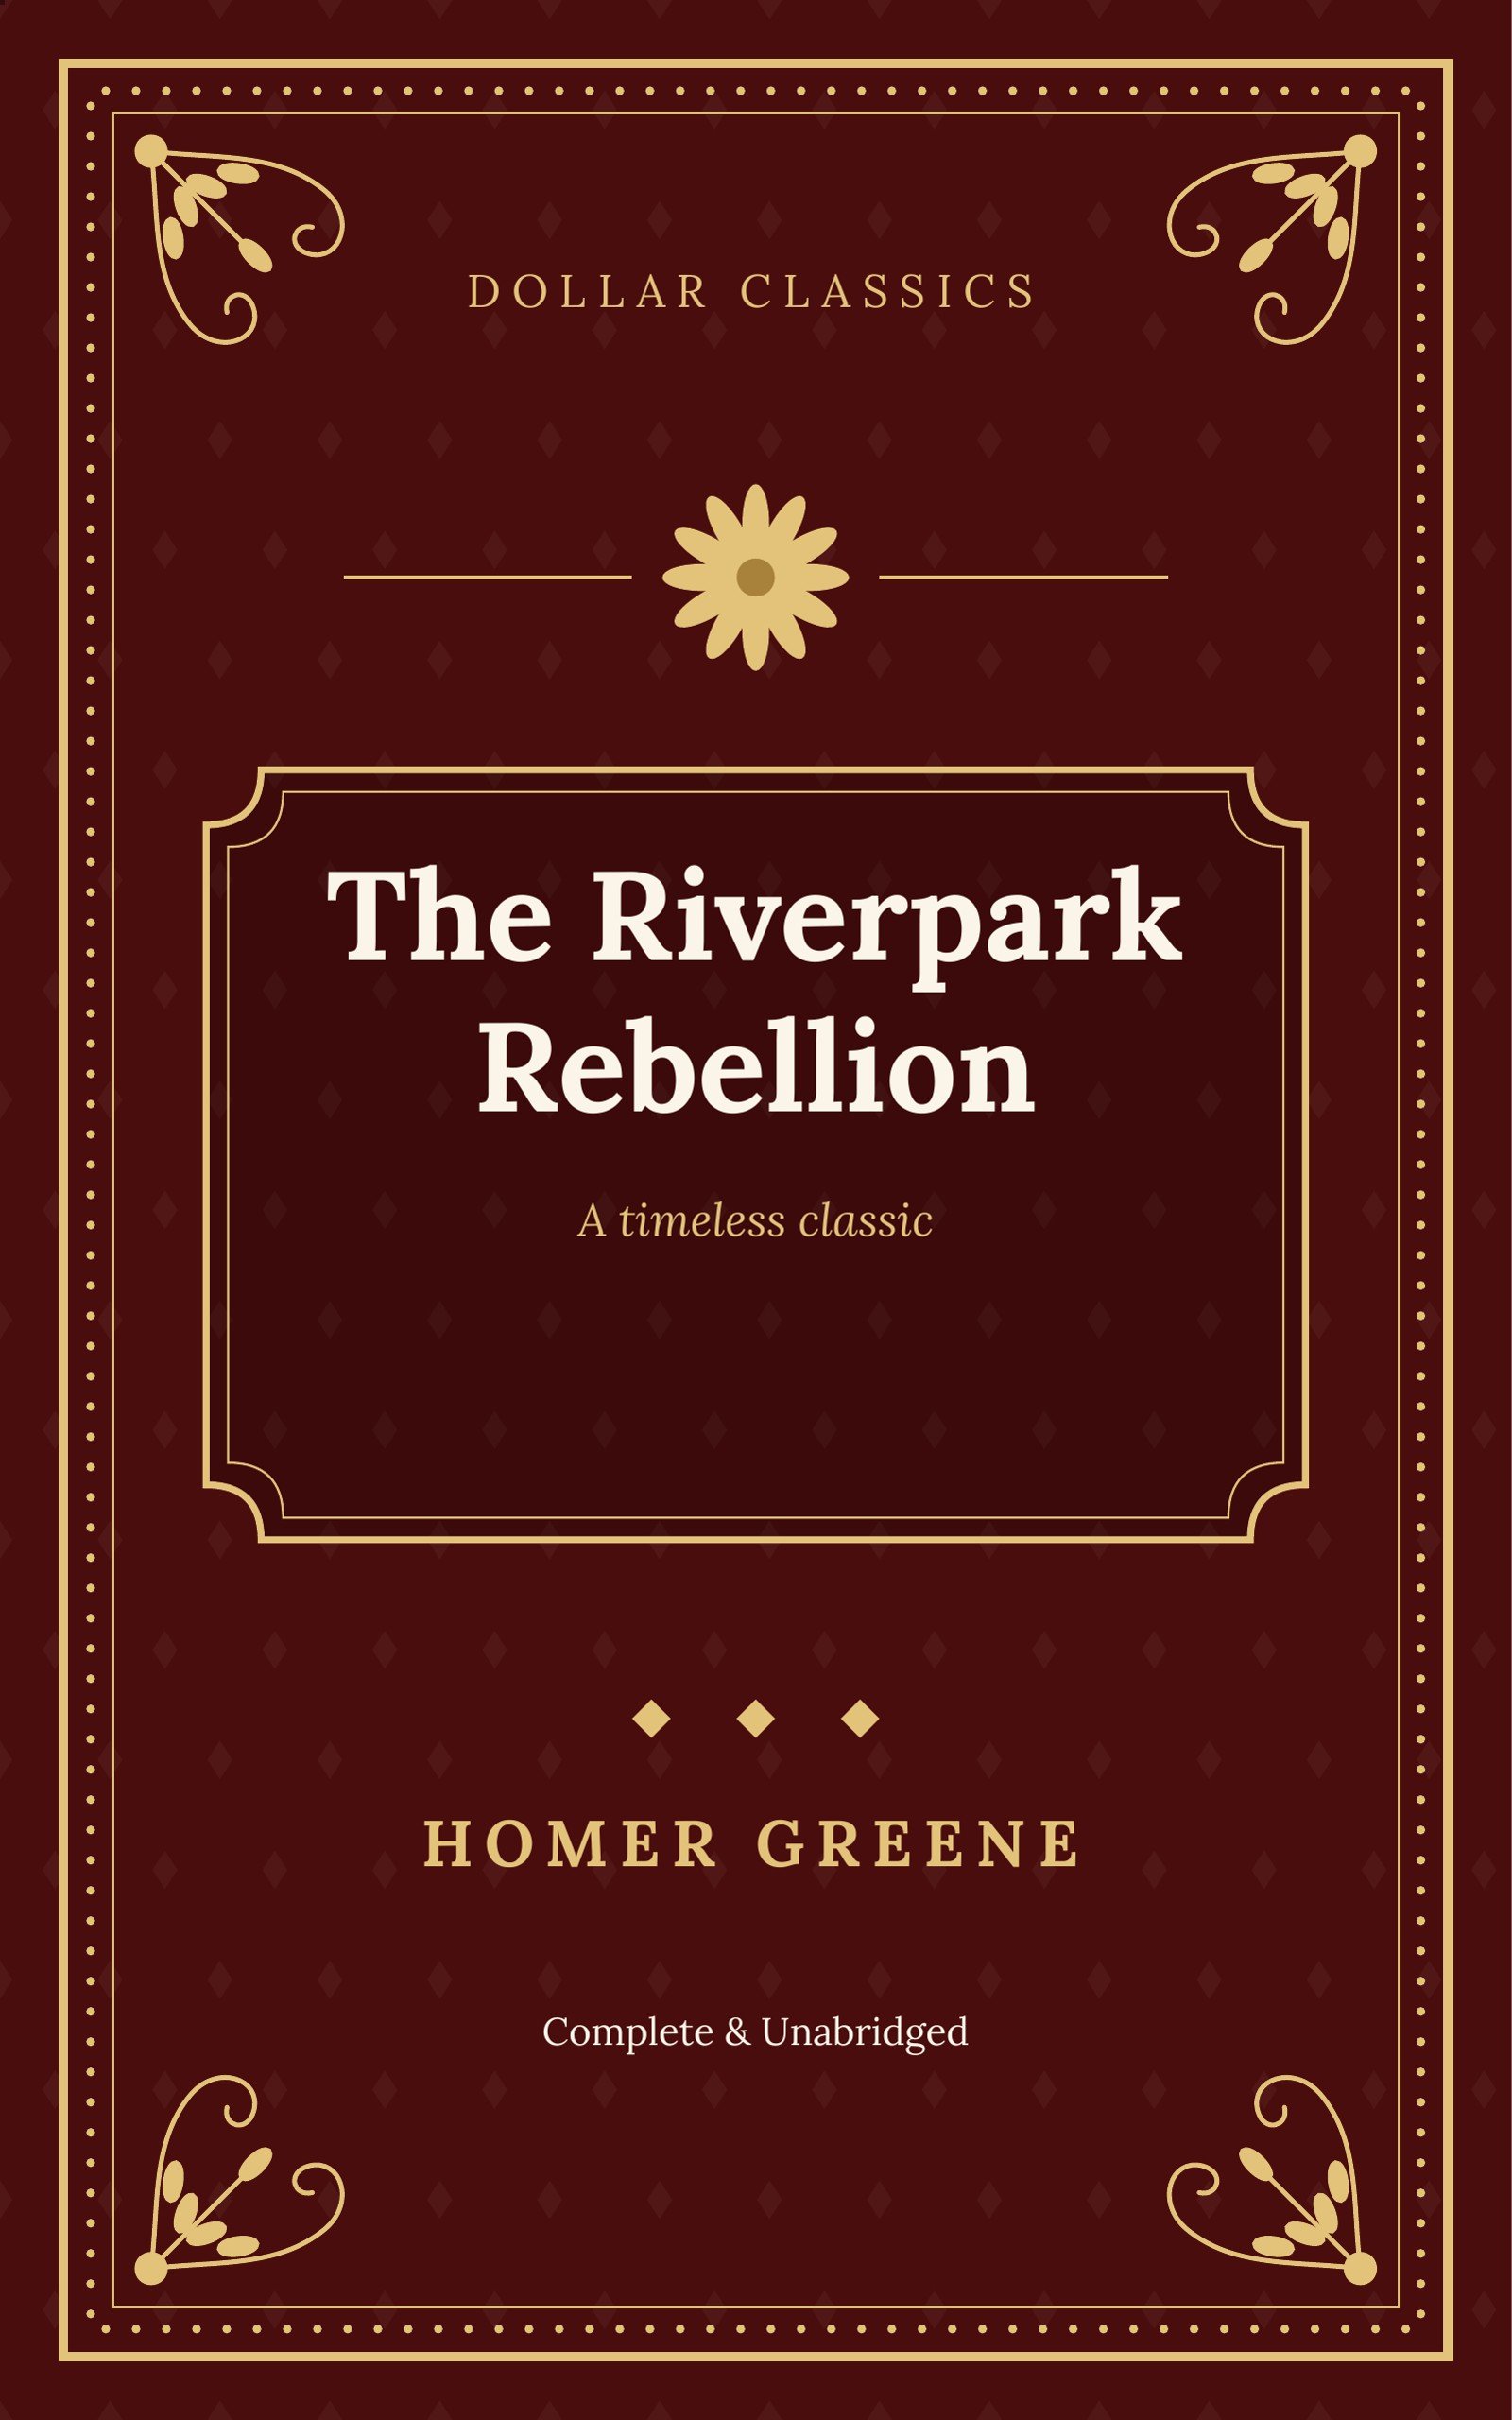 DOLLAR CLASSICS
The Riverpark
Rebellion
A timeless classic
HOMER GREENE
Complete & Unabridged